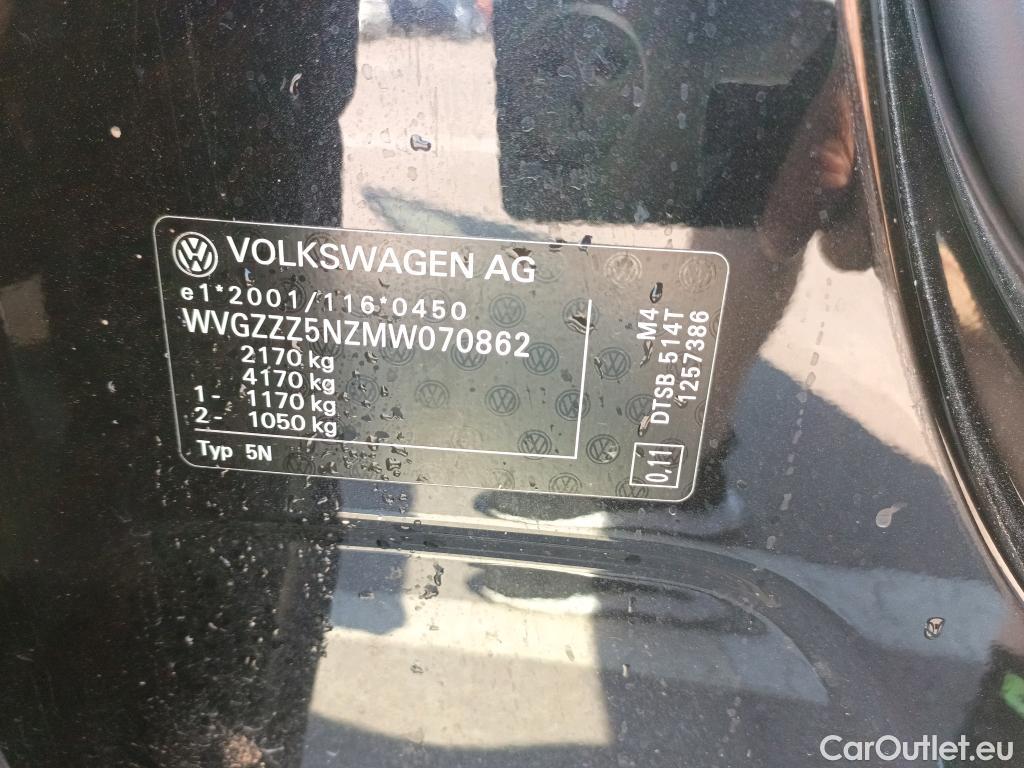 VOLKSWAGEN AG
e1*2001/116*0450
WVGZZZ5NZMW070862
2170 kg
4170 kg
1- 1170 kg
2- 1050 kg
Typ 5N
M4
DTSB 514T
1257386
0,11
CarOutlet.eu